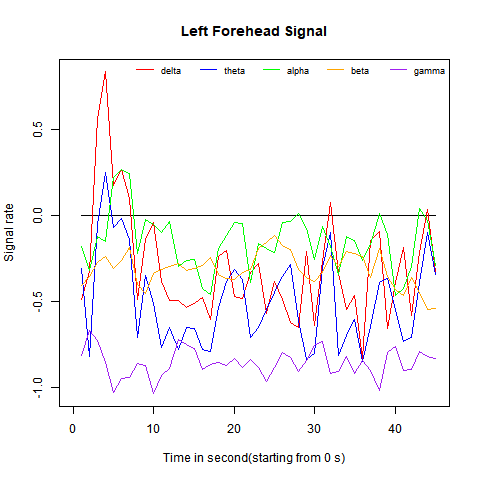 Left Forehead Signal
delta theta alpha beta gamma
Signal rate
0.5
0.0
-0.5
-1.0
0 10 20 30 40
Time in second(starting from 0 s)